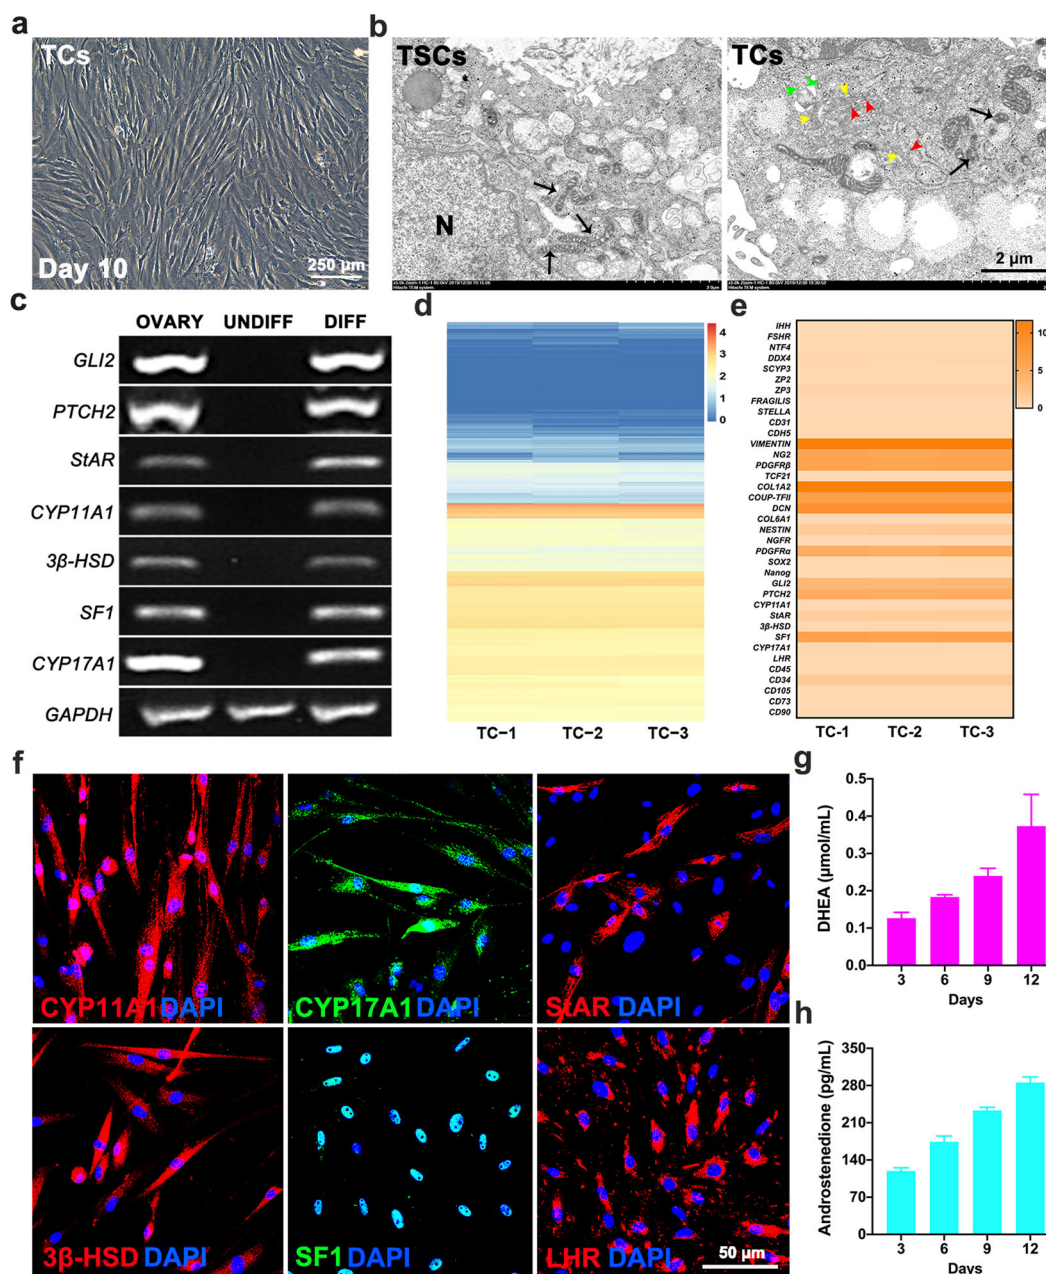 a
TCs
Day 10
250 µm
b
TSCs
N
TCs
2 µm
c
OVARY UNDIFF DIFF
GLI2
PTCH2
StAR
CYP11A1
3β-HSD
SF1
CYP17A1
GAPDH
d
4
3
2
1
0
TC−1 TC−2 TC−3
e
IHH
FSHR
NTF4
DDX4
SCYP3
ZP2
ZP3
FRAGILIS
STELLA
CD31
CDH5
VIMENTIN
NG2
PDGFRβ
TCF21
COL1A2
COUP-TFII
DCN
COL6A1
NESTIN
NGFR
PDGFRα
SOX2
Nanog
GLI2
PTCH2
CYP11A1
StAR
3β-HSD
SF1
CYP17A1
LHR
CD45
CD34
CD105
CD73
CD90
10
5
0
TC-1 TC-2 TC-3
f
CYP11A1 DAPI
CYP17A1 DAPI
StAR DAPI
3β-HSD DAPI
SF1 DAPI
LHR DAPI
50 µm
g
DHEA (µmol/mL)
0.5
0.4
0.3
0.2
0.1
0.0
3 6 9 12
Days
h
Androstenedione (pg/mL)
350
280
210
140
70
0
3 6 9 12
Days